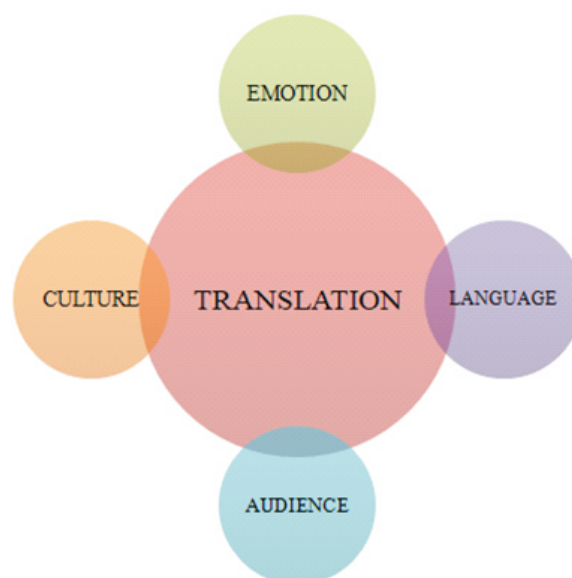 EMOTION
CULTURE
TRANSLATION
LANGUAGE
AUDIENCE